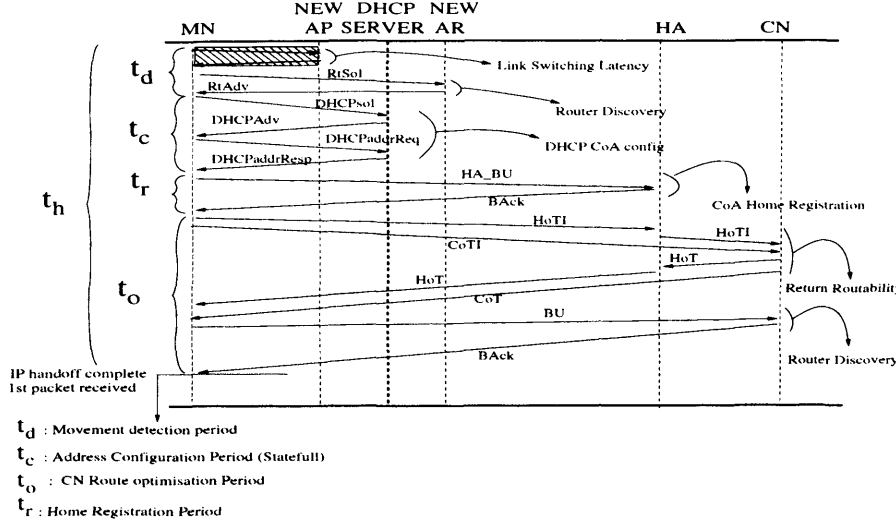 NEW DHCP NEW
MN AP SERVER AR HA CN
Link Switching Latency
t_d
RtSol
RtAdv
Router Discovery
DHCPsol
DHCPAdv
t_c
DHCPaddrReq
DHCP CoA config
DHCPaddrResp
t_h
t_r
HA_BU
BAck
CoA Home Registration
HoTI
HoTI
CoTI
HoT
HoT
Return Routability
t_o
CoT
BU
BAck
Router Discovery
IP handoff complete
1st packet received
t_d : Movement detection period
t_c : Address Configuration Period (Statefull)
t_o : CN Route optimisation Period
t_r : Home Registration Period